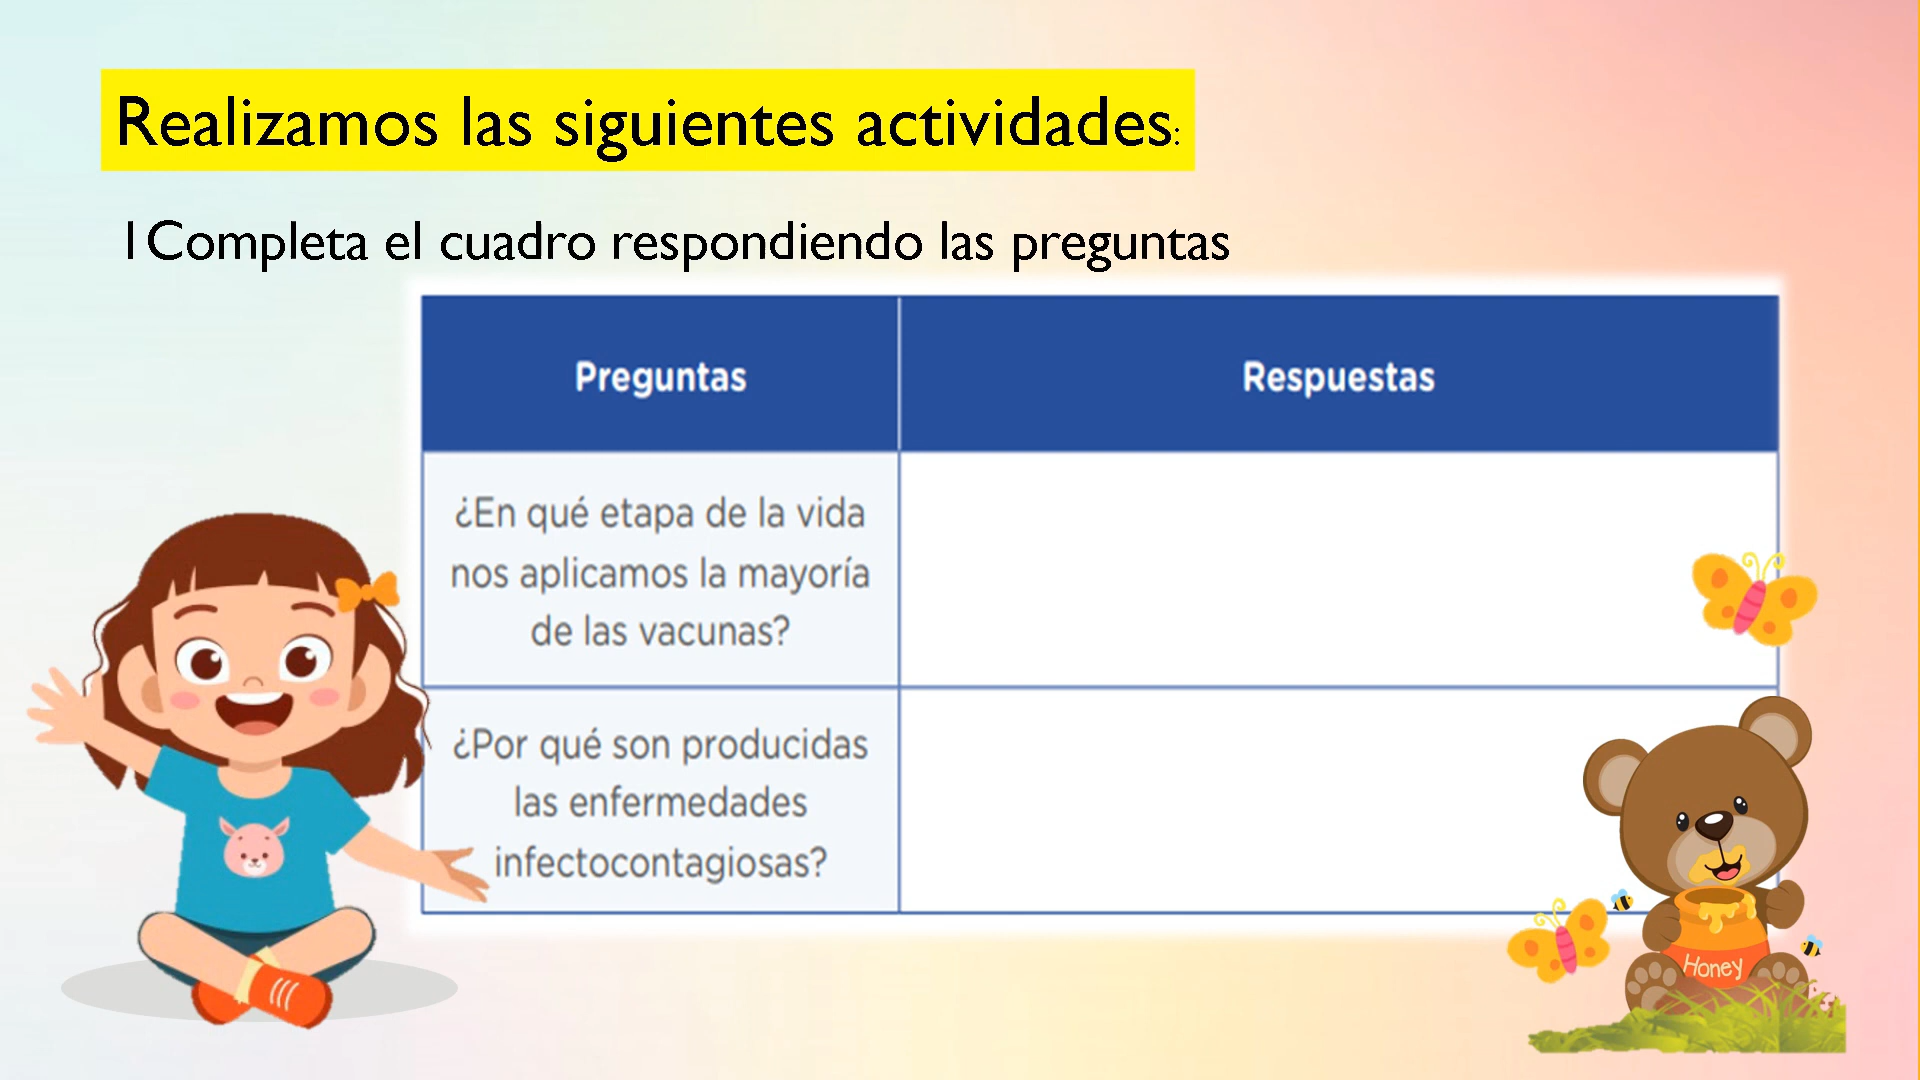 Realizamos las siguientes actividades:
1Completa el cuadro respondiendo las preguntas
Preguntas
Respuestas
¿En qué etapa de la vida
nos aplicamos la mayoría
de las vacunas?
¿Por qué son producidas
las enfermedades
infectocontagiosas?
Honey